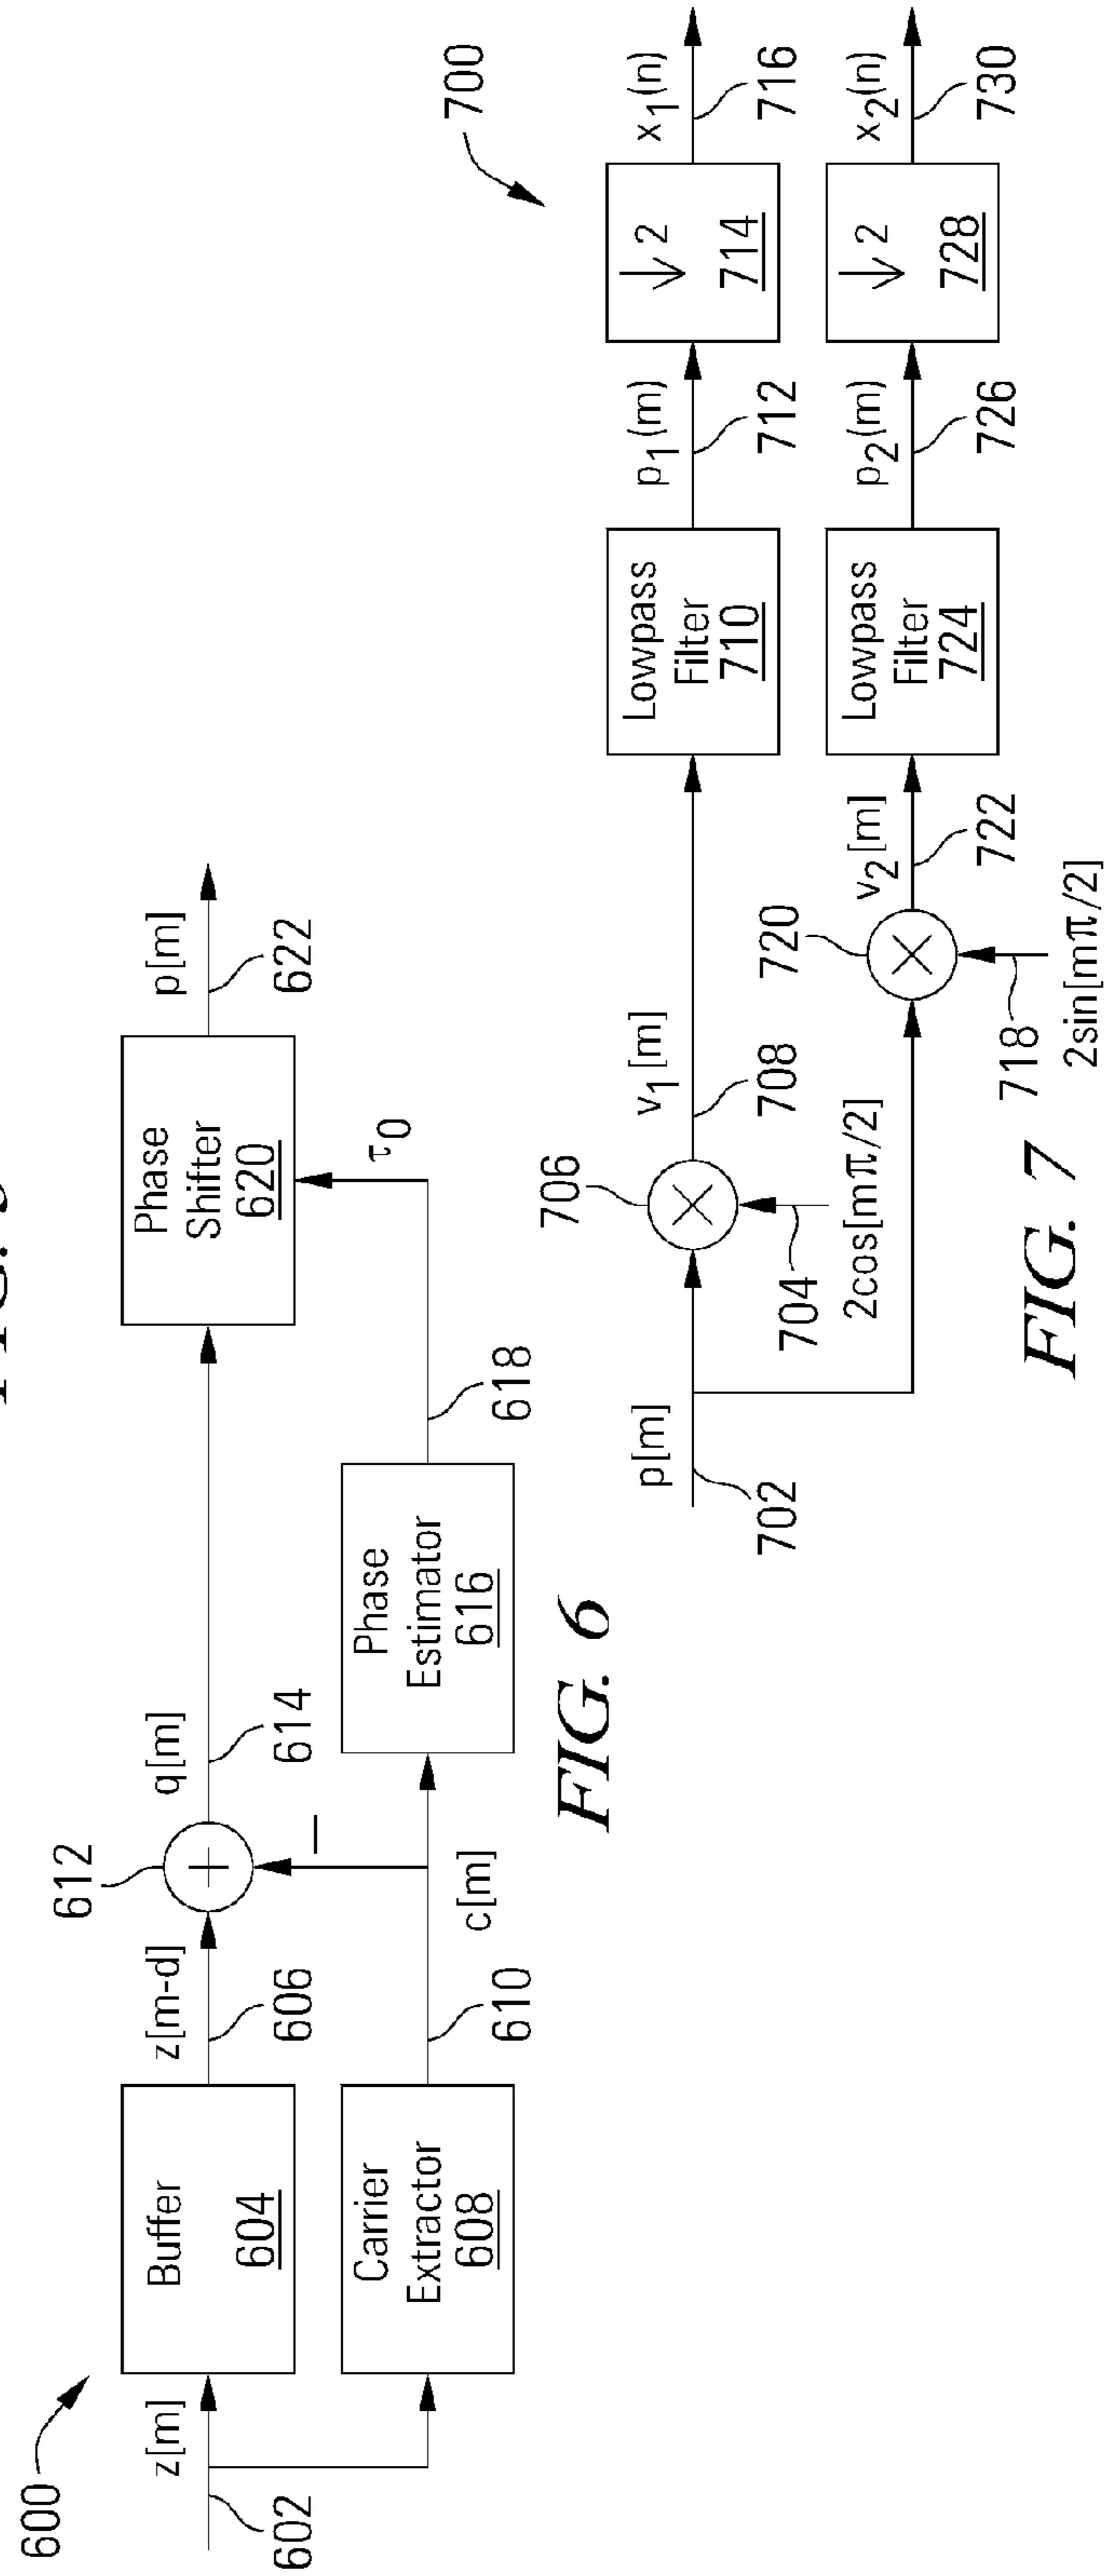 600
z[m]
602
Buffer
604
z[m-d]
606
612
q[m]
614
Phase
Shifter
620
p[m]
622
Carrier
Extractor
608
610
c[m]
−
Phase
Estimator
616
618
τ0
FIG. 6
700
p[m]
702
706
704
2cos[mπ/2]
v1[m]
708
Lowpass
Filter
710
p1(m)
712
↓2
714
x1(n)
716
720
718
2sin[mπ/2]
v2[m]
722
Lowpass
Filter
724
p2(m)
726
↓2
728
x2(n)
730
FIG. 7